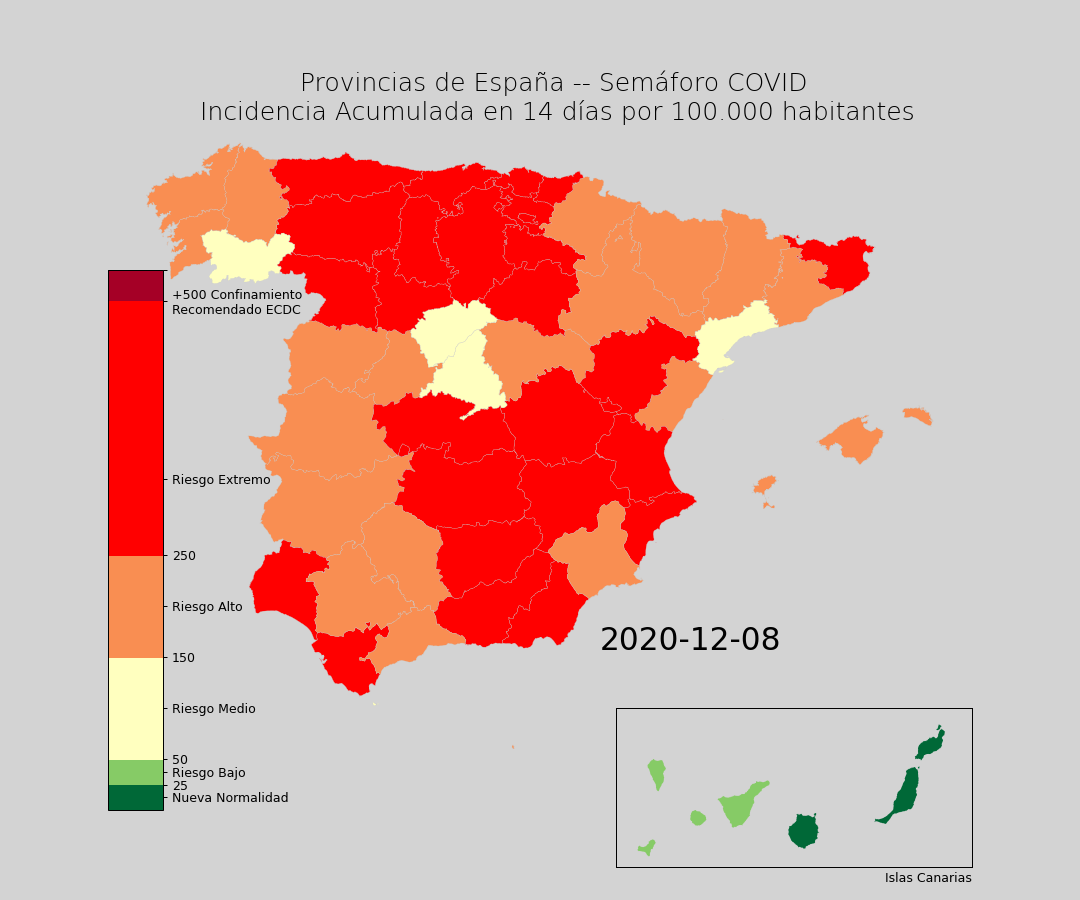 Provincias de España -- Semáforo COVID
Incidencia Acumulada en 14 días por 100.000 habitantes
+500 Confinamiento
Recomendado ECDC
Riesgo Extremo
250
Riesgo Alto
150
Riesgo Medio
50
Riesgo Bajo
25
Nueva Normalidad
2020-12-08
Islas Canarias